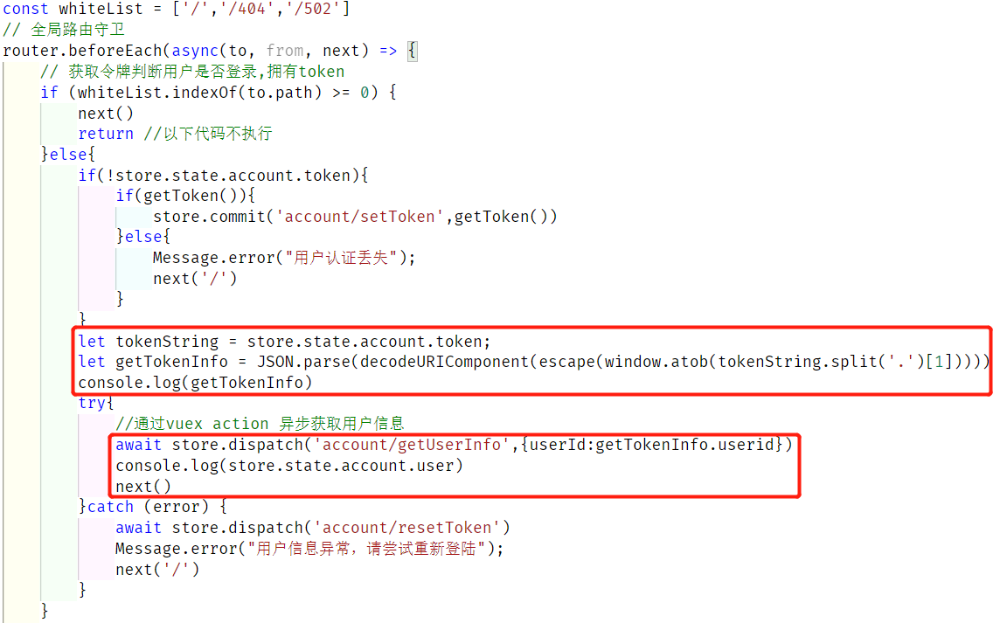 const whiteList = ['/','/404','/502']
// 全局路由守卫
router.beforeEach(async(to, from, next) => {
    // 获取令牌判断用户是否登录,拥有token
    if (whiteList.indexOf(to.path) >= 0) {
        next()
        return //以下代码不执行
    }else{
        if(!store.state.account.token){
            if(getToken()){
                store.commit('account/setToken',getToken())
            }else{
                Message.error("用户认证丢失");
                next('/')
            }
        }
        let tokenString = store.state.account.token;
        let getTokenInfo = JSON.parse(decodeURIComponent(escape(window.atob(tokenString.split('.')[1]))))
        console.log(getTokenInfo)
        try{
            //通过vuex action 异步获取用户信息
            await store.dispatch('account/getUserInfo',{userId:getTokenInfo.userid})
            console.log(store.state.account.user)
            next()
        }catch (error) {
            await store.dispatch('account/resetToken')
            Message.error("用户信息异常，请尝试重新登陆");
            next('/')
        }
    }